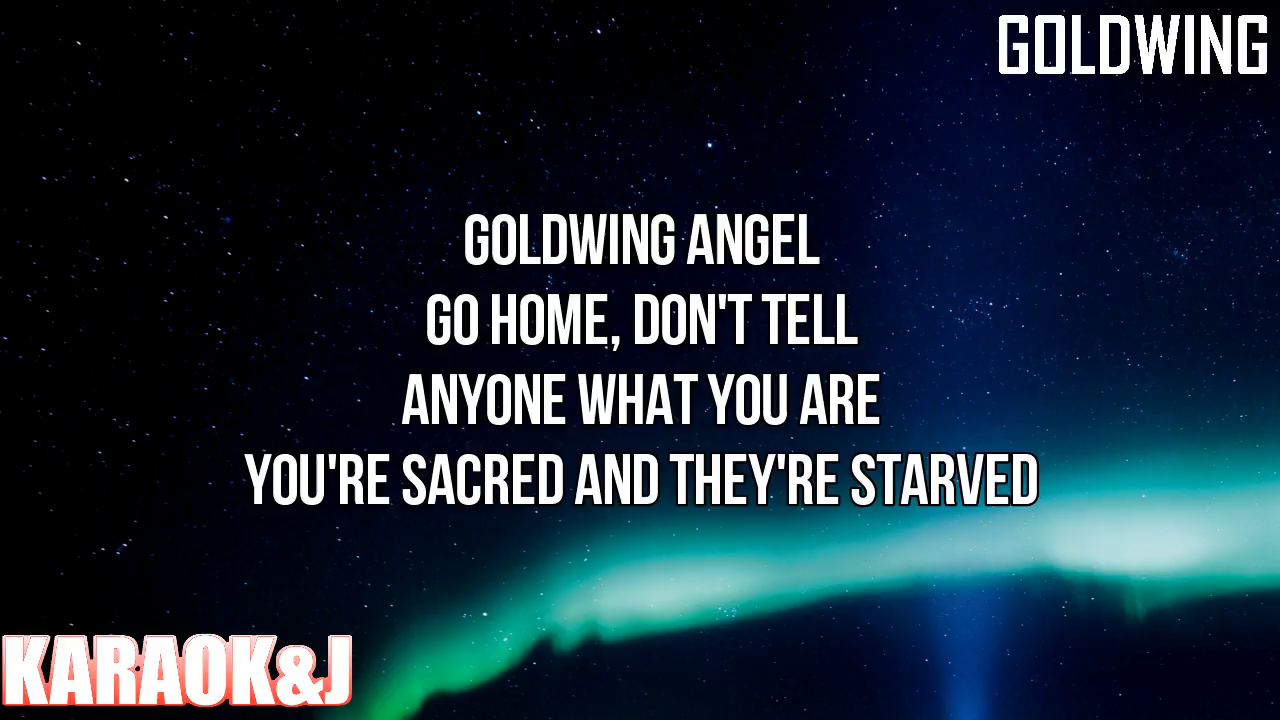 GOLDWING
GOLDWING ANGEL
GO HOME, DON'T TELL
ANYONE WHAT YOU ARE
YOU'RE SACRED AND THEY'RE STARVED
KARAOK&J